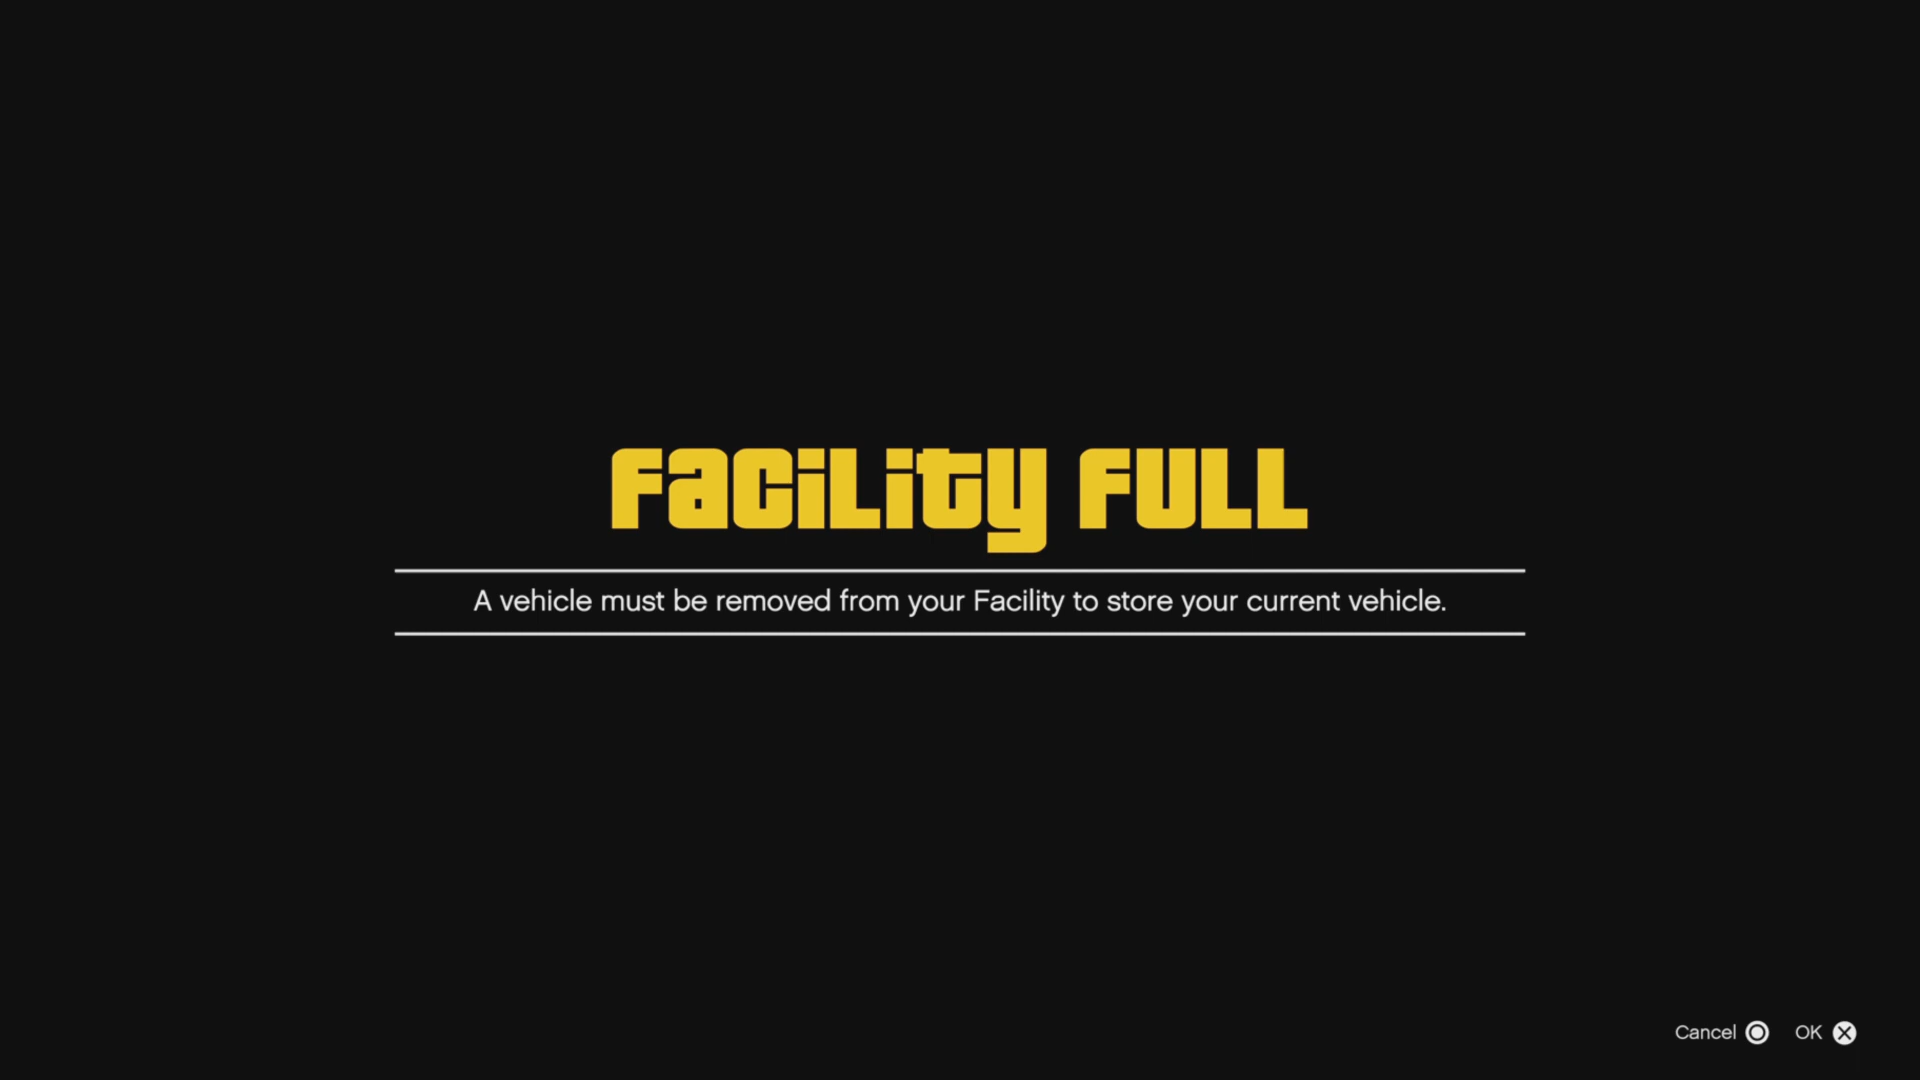 Facility Full
A vehicle must be removed from your Facility to store your current vehicle.
Cancel OK